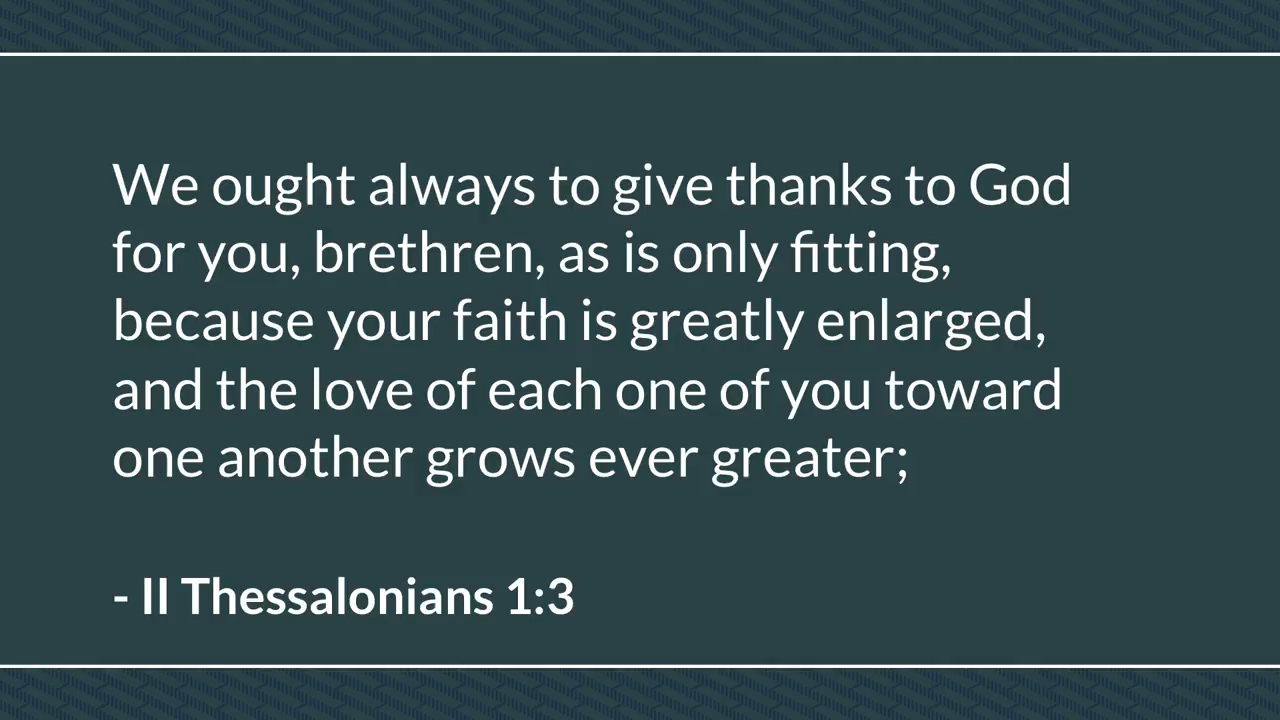 We ought always to give thanks to God
for you, brethren, as is only fitting,
because your faith is greatly enlarged,
and the love of each one of you toward
one another grows ever greater;
- II Thessalonians 1:3